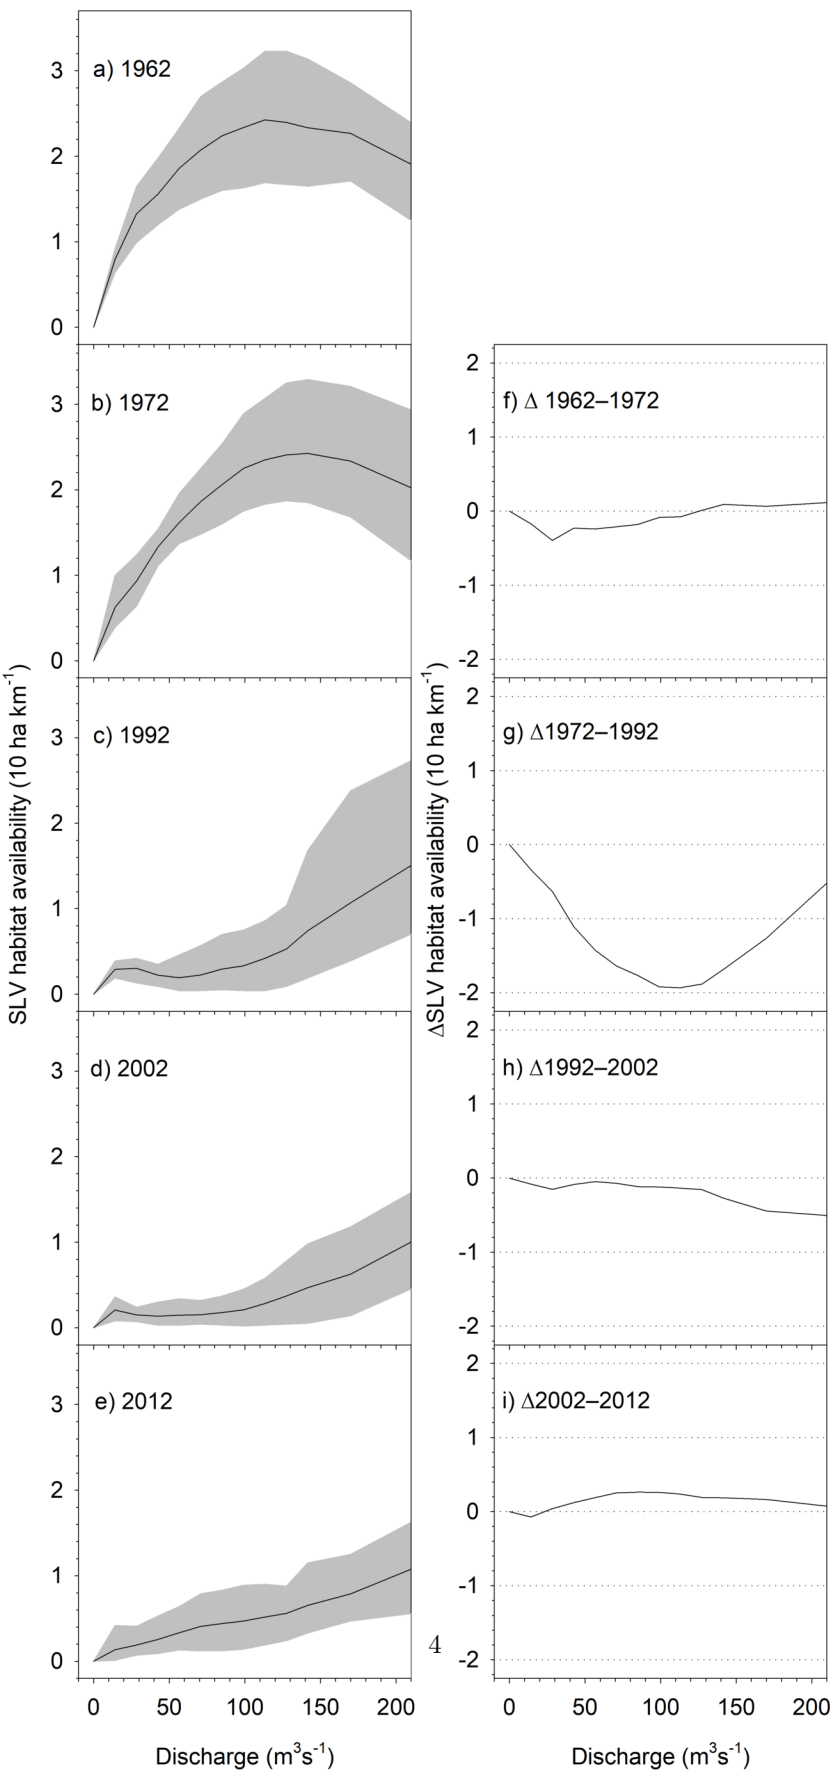 a) 1962
3
2
1
0
b) 1972
3
2
1
0
c) 1992
3
2
1
0
d) 2002
3
2
1
0
e) 2012
3
2
1
0
SLV habitat availability (10 ha km⁻¹)
0 50 100 150 200
Discharge (m³s⁻¹)
f) Δ 1962–1972
2
1
0
-1
-2
g) Δ1972–1992
2
1
0
-1
-2
h) Δ1992–2002
2
1
0
-1
-2
i) Δ2002–2012
2
1
0
-1
-2
ΔSLV habitat availability (10 ha km⁻¹)
0 50 100 150 200
Discharge (m³s⁻¹)
4